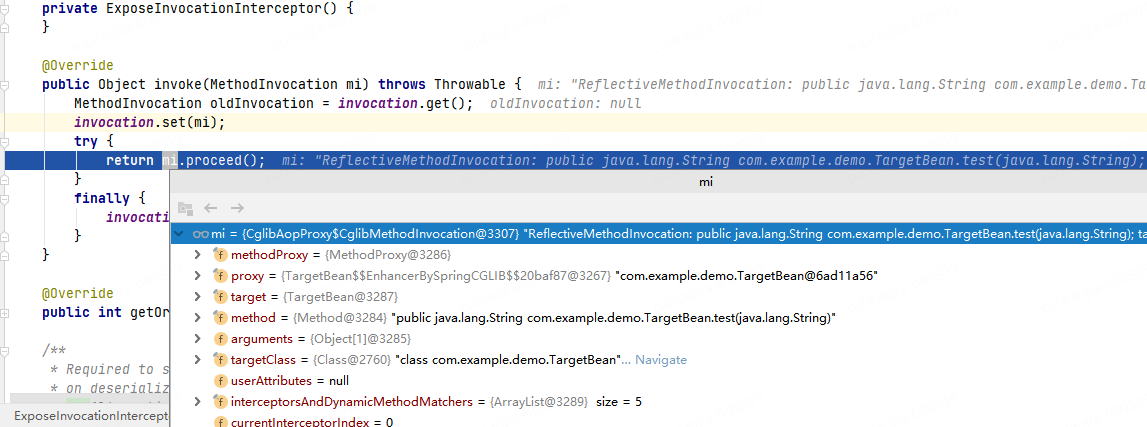 private ExposeInvocationInterceptor() {
}
@Override
public Object invoke(MethodInvocation mi) throws Throwable { mi: "ReflectiveMethodInvocation: public java.lang.String com.example.demo.Ta
MethodInvocation oldInvocation = invocation.get(); oldInvocation: null
invocation.set(mi);
try {
return mi.proceed(); mi: "ReflectiveMethodInvocation: public java.lang.String com.example.demo.TargetBean.test(java.lang.String);
}
mi
finally {
invocati
}
}
mi = {CglibAopProxy$CglibMethodInvocation@3307} "ReflectiveMethodInvocation: public java.lang.String com.example.demo.TargetBean.test(java.lang.String); ta
methodProxy = {MethodProxy@3286}
proxy = {TargetBean$$EnhancerBySpringCGLIB$$20baf87@3267} "com.example.demo.TargetBean@6ad11a56"
target = {TargetBean@3287}
@Override
public int getOr
method = {Method@3284} "public java.lang.String com.example.demo.TargetBean.test(java.lang.String)"
arguments = {Object[1]@3285}
targetClass = {Class@2760} "class com.example.demo.TargetBean"... Navigate
/**
* Required to s
* on deserializ
userAttributes = null
interceptorsAndDynamicMethodMatchers = {ArrayList@3289} size = 5
currentInterceptorIndex = 0
ExposeInvocationIntercept